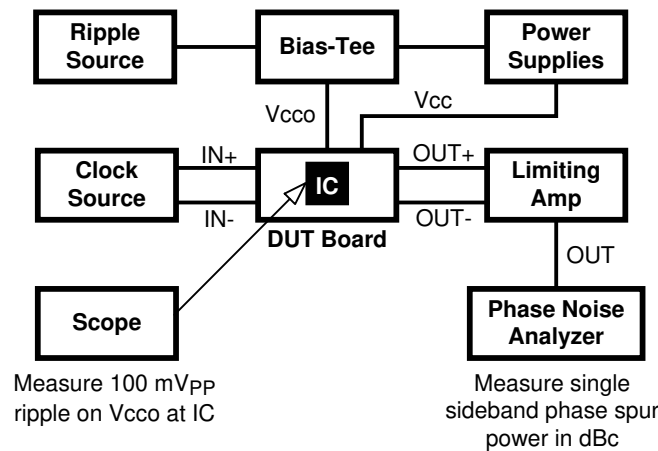 Ripple
Source
Bias-Tee
Power
Supplies
Vcco
Vcc
Clock
Source
IN+
IN-
IC
DUT Board
OUT+
OUT-
Limiting
Amp
OUT
Scope
Phase Noise
Analyzer
Measure 100 mVPP
ripple on Vcco at IC
Measure single
sideband phase spur
power in dBc